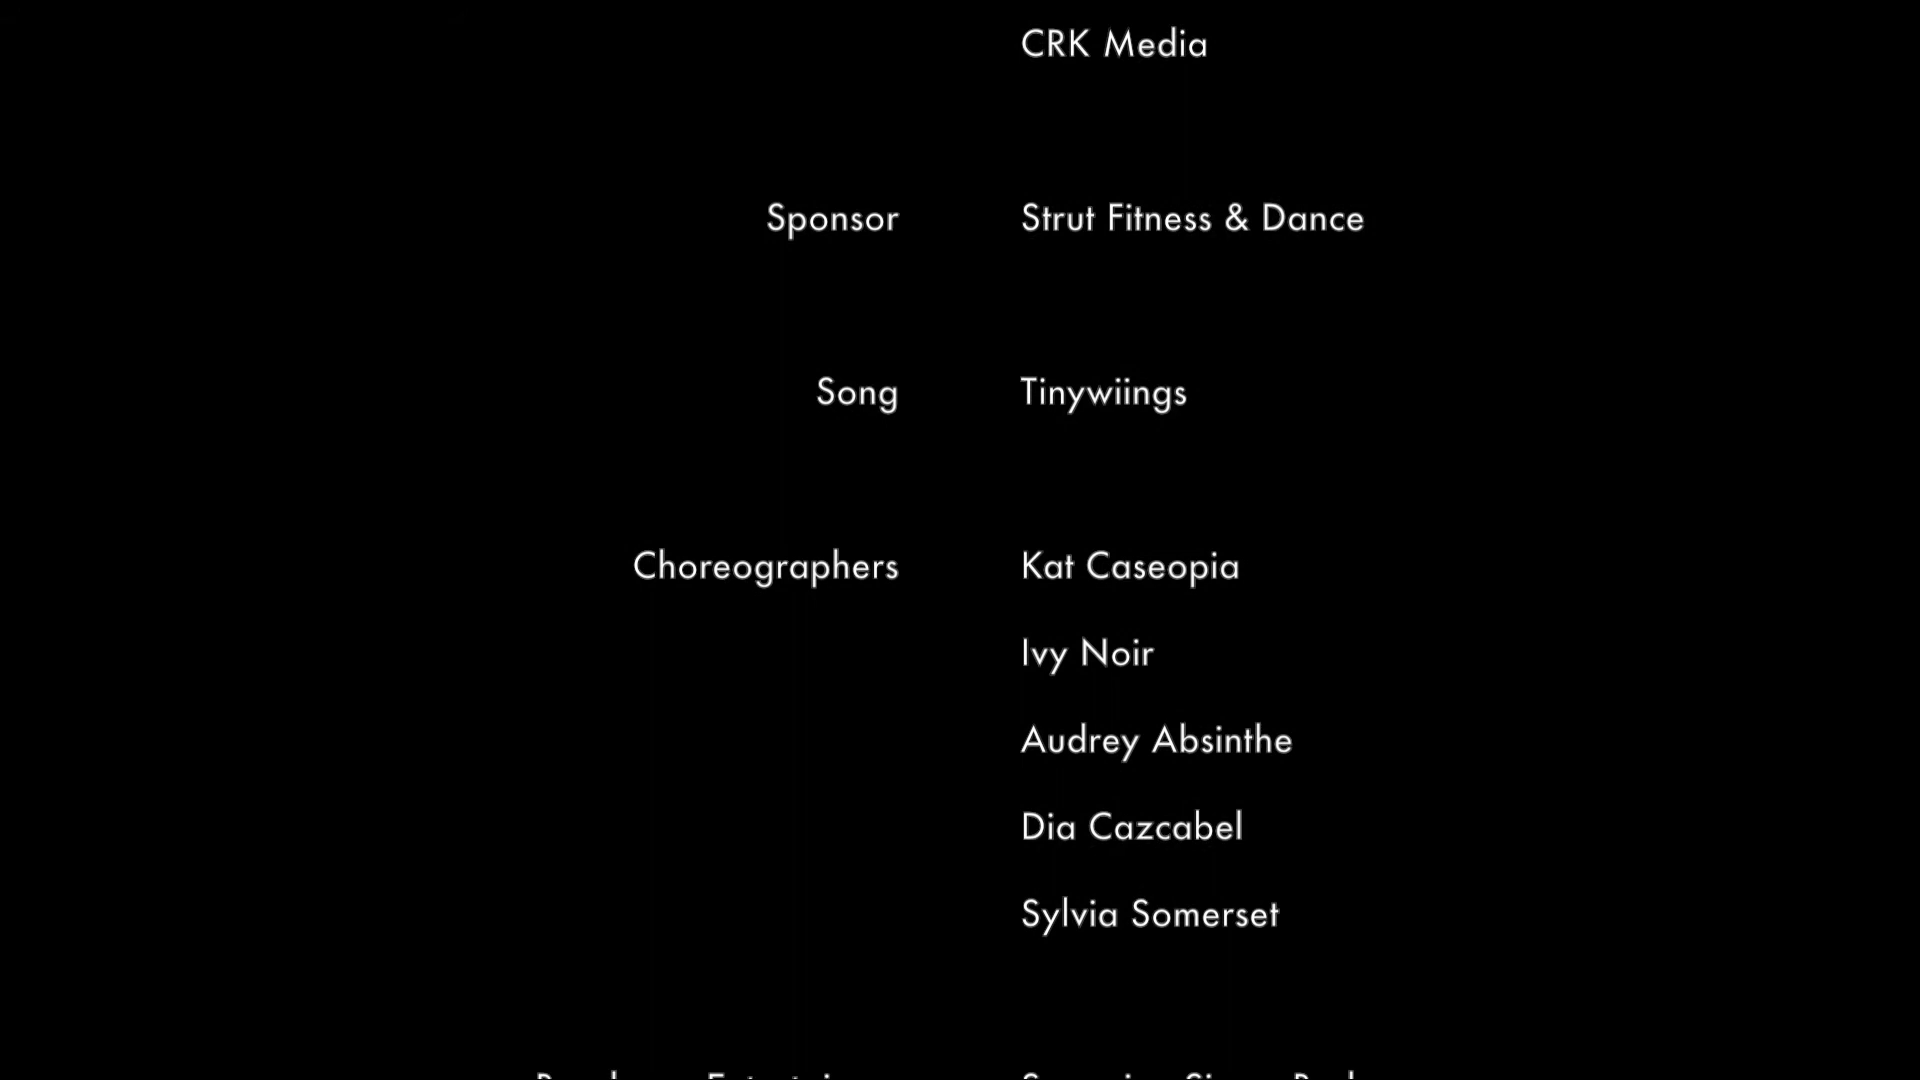 CRK Media
Sponsor Strut Fitness & Dance
Song Tinywiings
Choreographers Kat Caseopia
Ivy Noir
Audrey Absinthe
Dia Cazcabel
Sylvia Somerset